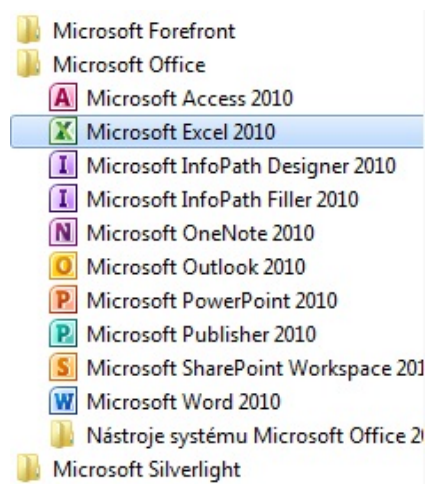 Microsoft Forefront
Microsoft Office
Microsoft Access 2010
Microsoft Excel 2010
Microsoft InfoPath Designer 2010
Microsoft InfoPath Filler 2010
Microsoft OneNote 2010
Microsoft Outlook 2010
Microsoft PowerPoint 2010
Microsoft Publisher 2010
Microsoft SharePoint Workspace 201
Microsoft Word 2010
Nástroje systému Microsoft Office 2
Microsoft Silverlight